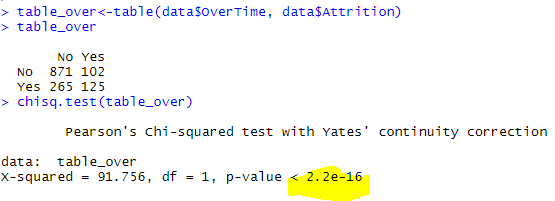 > table_over<-table(data$OverTime, data$Attrition)
> table_over
No Yes
No 871 102
Yes 265 125
> chisq.test(table_over)
Pearson's Chi-squared test with Yates' continuity correction
data: table_over
X-squared = 91.756, df = 1, p-value < 2.2e-16